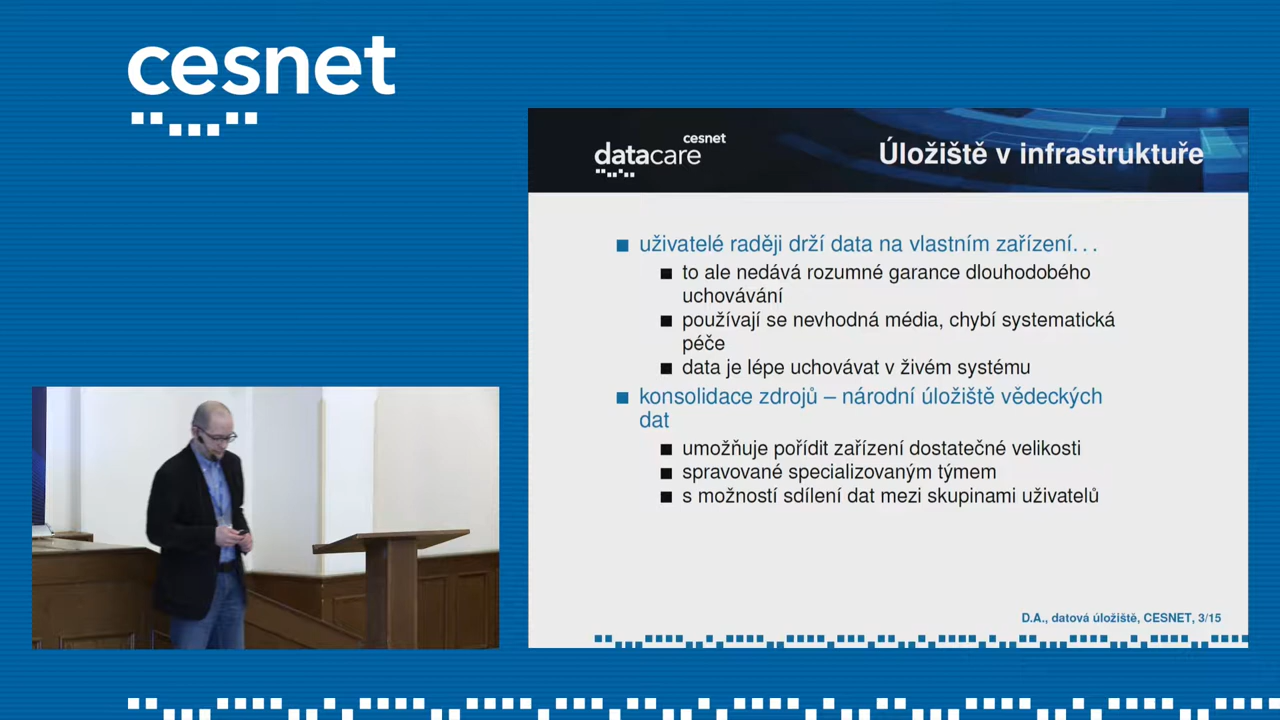 cesnet
cesnet
datacare
Úložiště v infrastruktuře
uživatelé raději drží data na vlastním zařízení...
to ale nedává rozumné garance dlouhodobého
uchovávání
používají se nevhodná média, chybí systematická
péče
data je lépe uchovávat v živém systému
konsolidace zdrojů – národní úložiště vědeckých
dat
umožňuje pořídit zařízení dostatečné velikosti
spravované specializovaným týmem
s možností sdílení dat mezi skupinami uživatelů
D.A., datová úložiště, CESNET, 3/15